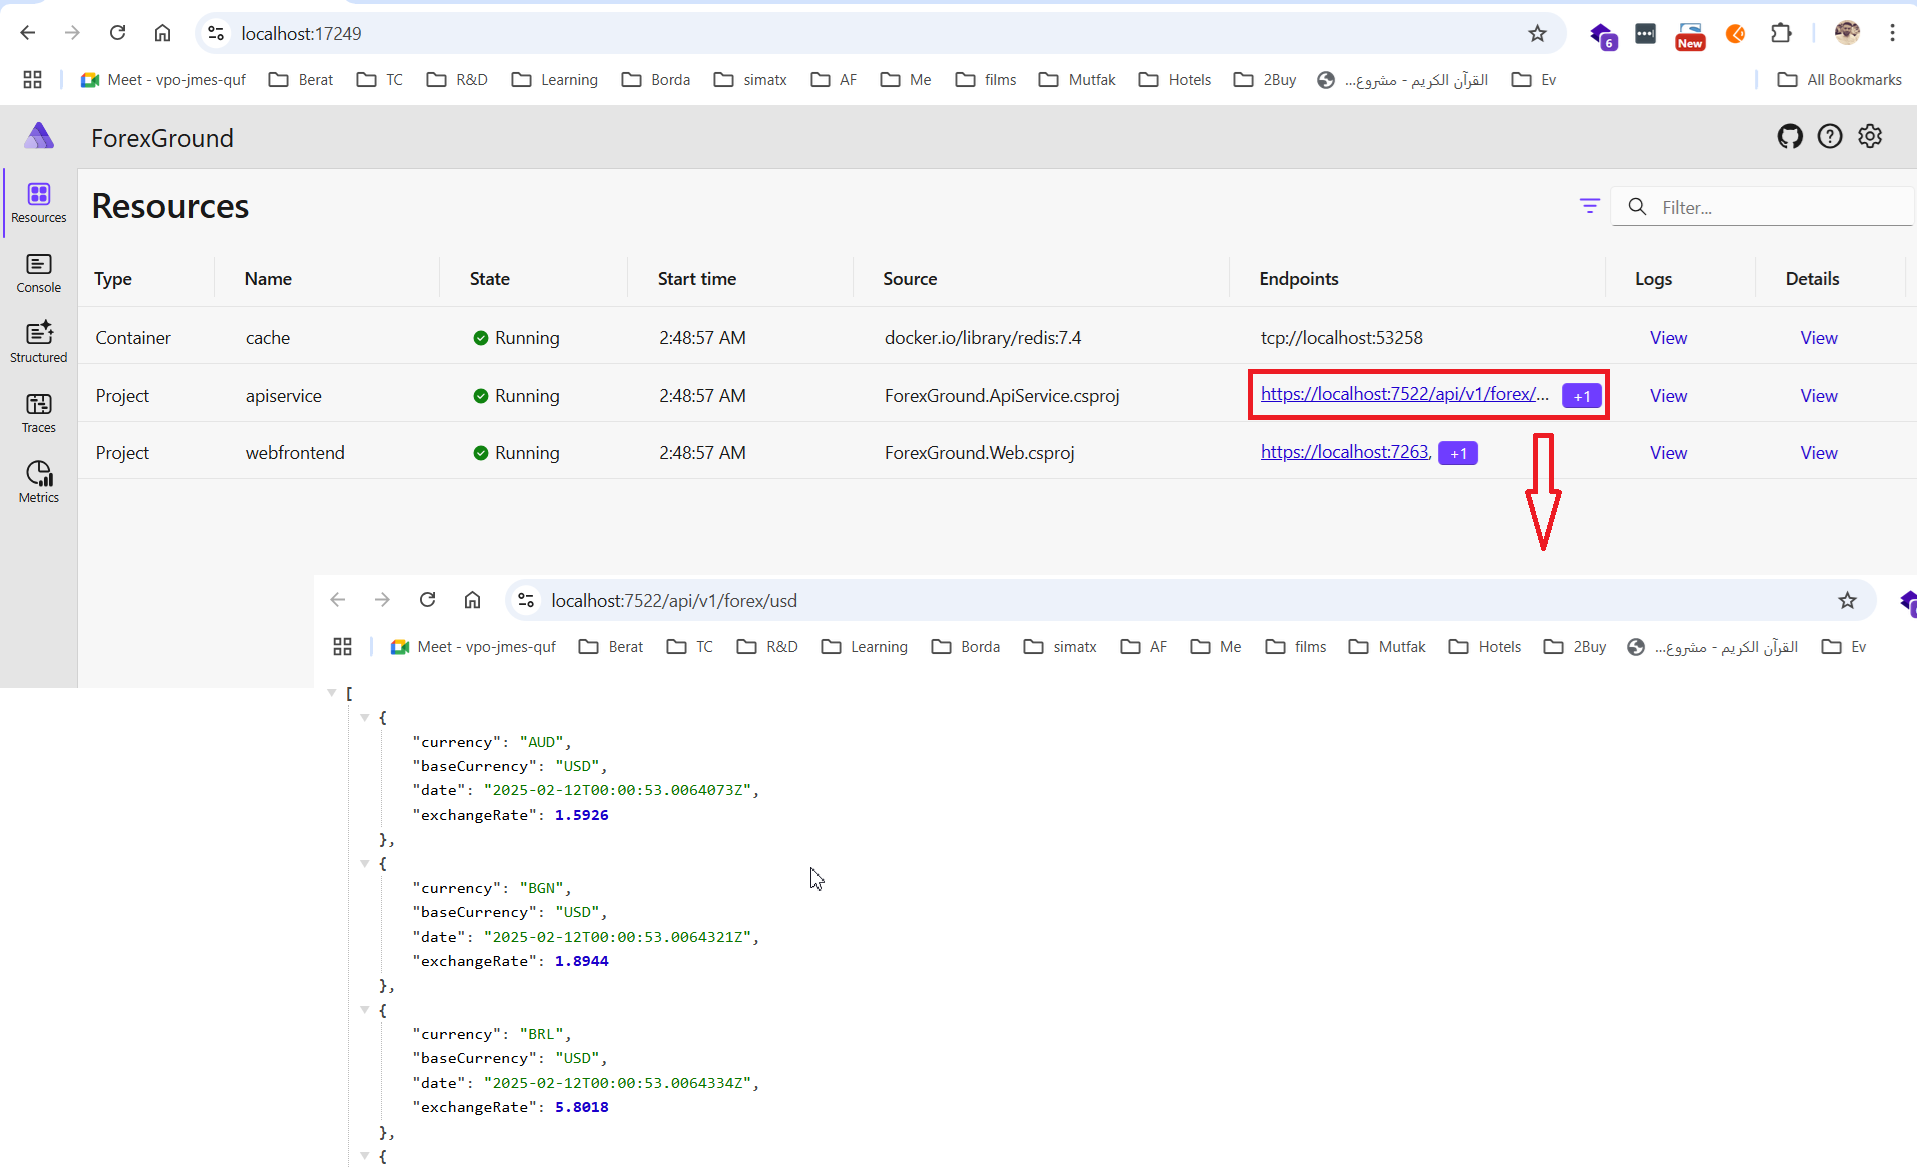 localhost:17249
6
New
Meet - vpo-jmes-quf Berat TC R&D Learning Borda simatx AF Me films Mutfak Hotels 2Buy القرآن الكريم - مشروع... Ev All Bookmarks
ForexGround
Resources
Resources
Filter...
Console
Structured
Traces
Metrics
Type Name State Start time Source Endpoints Logs Details
Container cache Running 2:48:57 AM docker.io/library/redis:7.4 tcp://localhost:53258 View View
Project apiservice Running 2:48:57 AM ForexGround.ApiService.csproj https://localhost:7522/api/v1/forex/... +1 View View
Project webfrontend Running 2:48:57 AM ForexGround.Web.csproj https://localhost:7263, +1 View View
localhost:7522/api/v1/forex/usd
Meet - vpo-jmes-quf Berat TC R&D Learning Borda simatx AF Me films Mutfak Hotels 2Buy القرآن الكريم - مشروع... Ev
[
{
"currency": "AUD",
"baseCurrency": "USD",
"date": "2025-02-12T00:00:53.0064073Z",
"exchangeRate": 1.5926
},
{
"currency": "BGN",
"baseCurrency": "USD",
"date": "2025-02-12T00:00:53.0064321Z",
"exchangeRate": 1.8944
},
{
"currency": "BRL",
"baseCurrency": "USD",
"date": "2025-02-12T00:00:53.0064334Z",
"exchangeRate": 5.8018
},
{